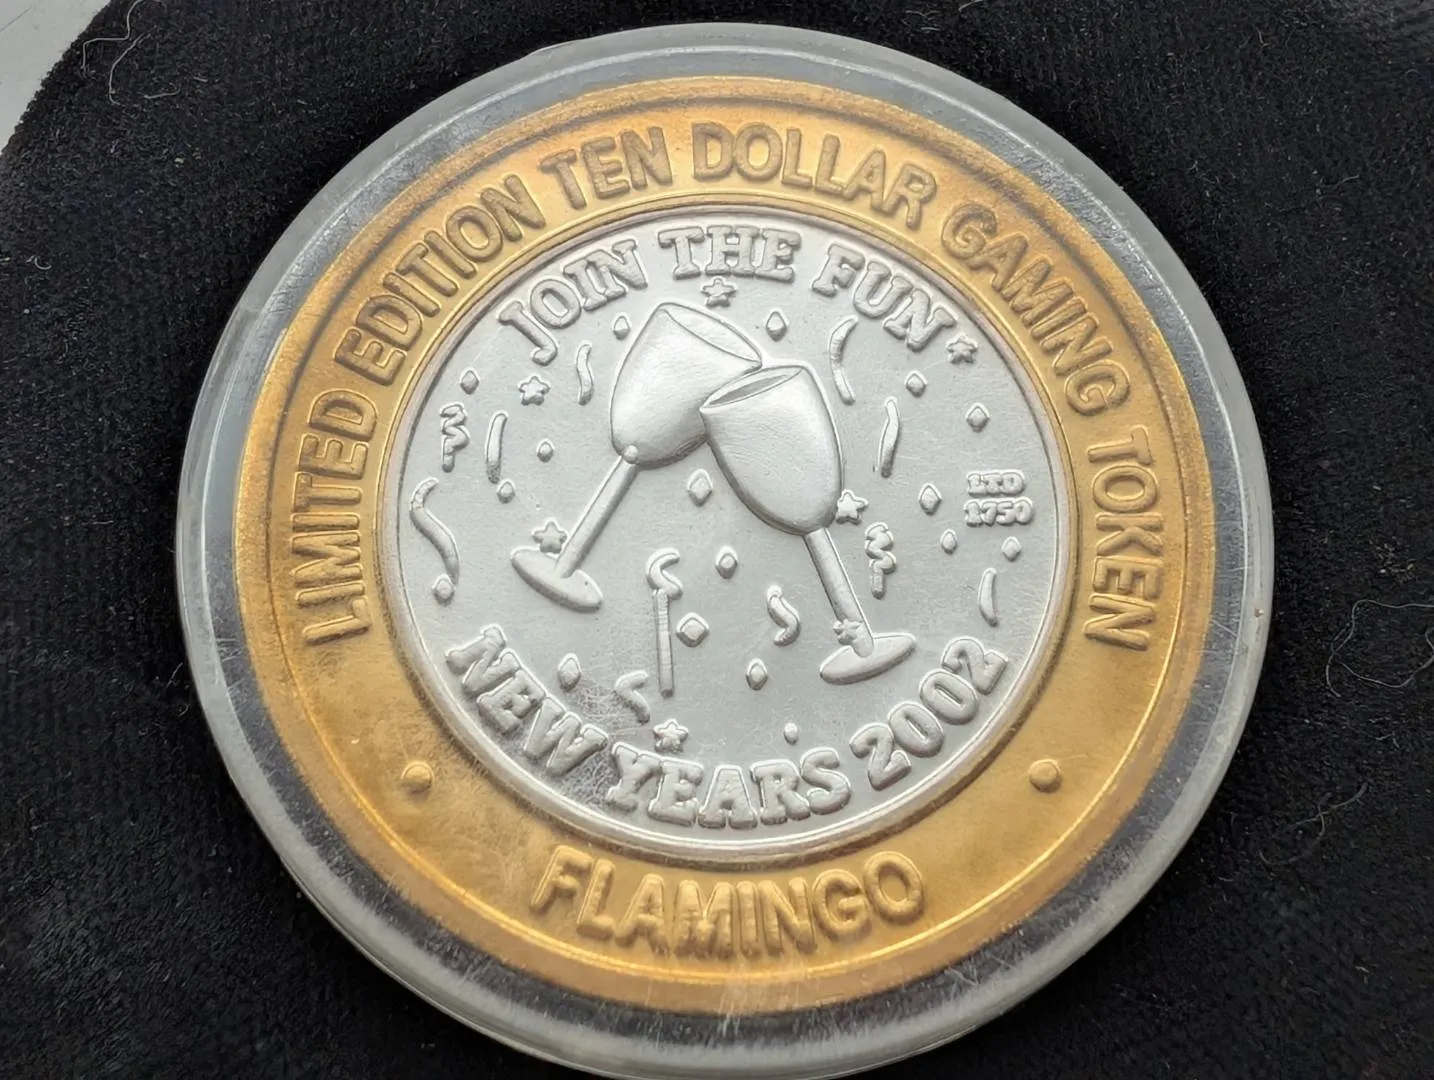 LIMITED EDITION TEN DOLLAR GAMING TOKEN
JOIN THE FUN
LTD
1750
NEW YEARS 2002
FLAMINGO